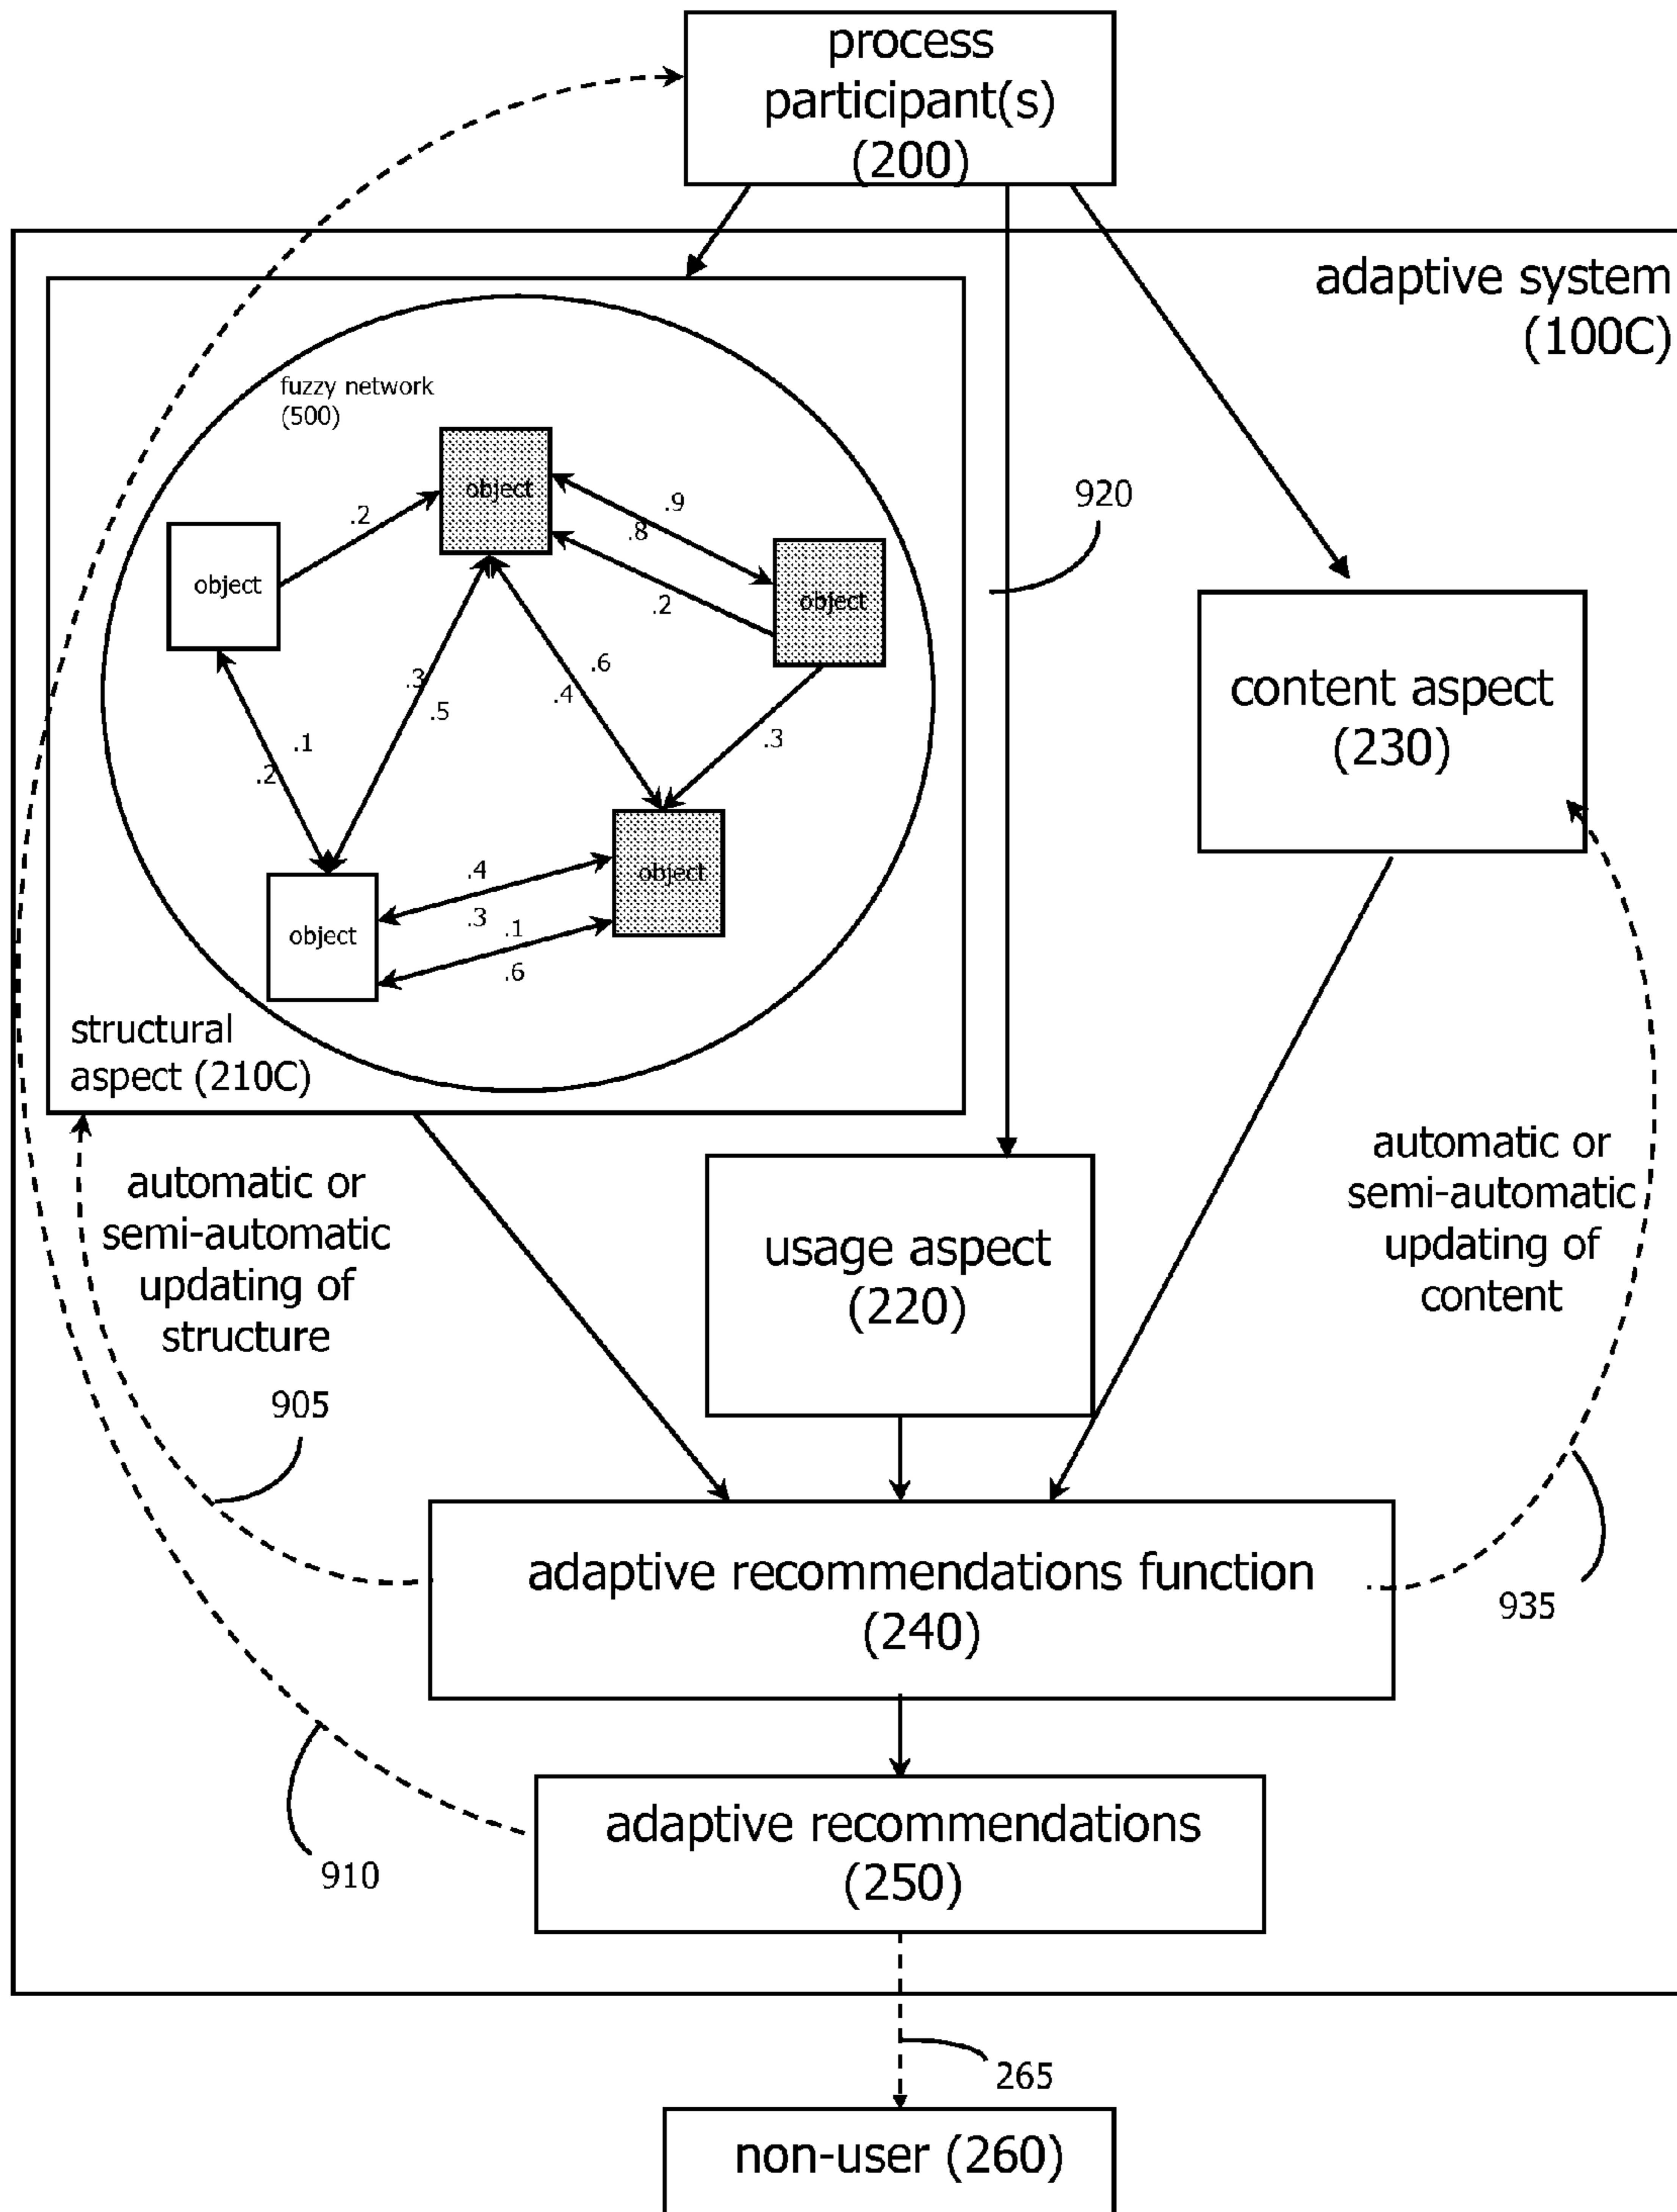 process
participant(s)
(200)
adaptive system
(100C)
fuzzy network
(500)
object
.2
.9
.8
920
object
object
.2
.6
.3
.4
content aspect
(230)
.5
.3
.1
.2
.4
object
.3
.1
object
.6
structural
aspect (210C)
automatic or
semi-automatic
updating of
content
automatic or
semi-automatic
updating of
structure
usage aspect
(220)
905
adaptive recommendations function
(240)
935
adaptive recommendations
(250)
910
265
non-user (260)